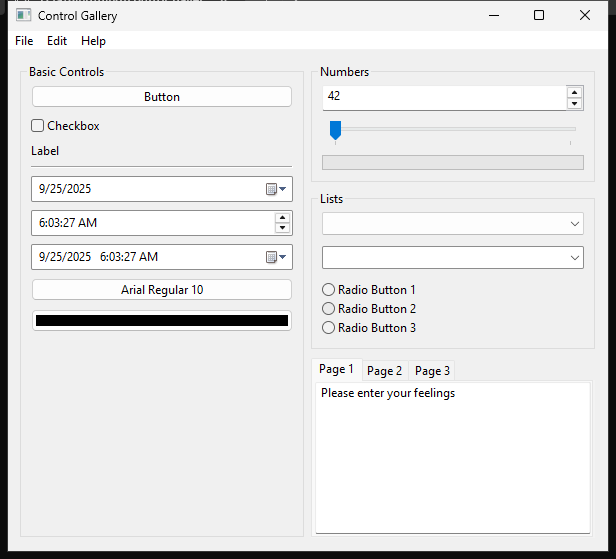 Control Gallery
File Edit Help
Basic Controls
Button
Checkbox
Label
9/25/2025
6:03:27 AM
9/25/2025 6:03:27 AM
Arial Regular 10
Numbers
42
Lists
Radio Button 1
Radio Button 2
Radio Button 3
Page 1 Page 2 Page 3
Please enter your feelings